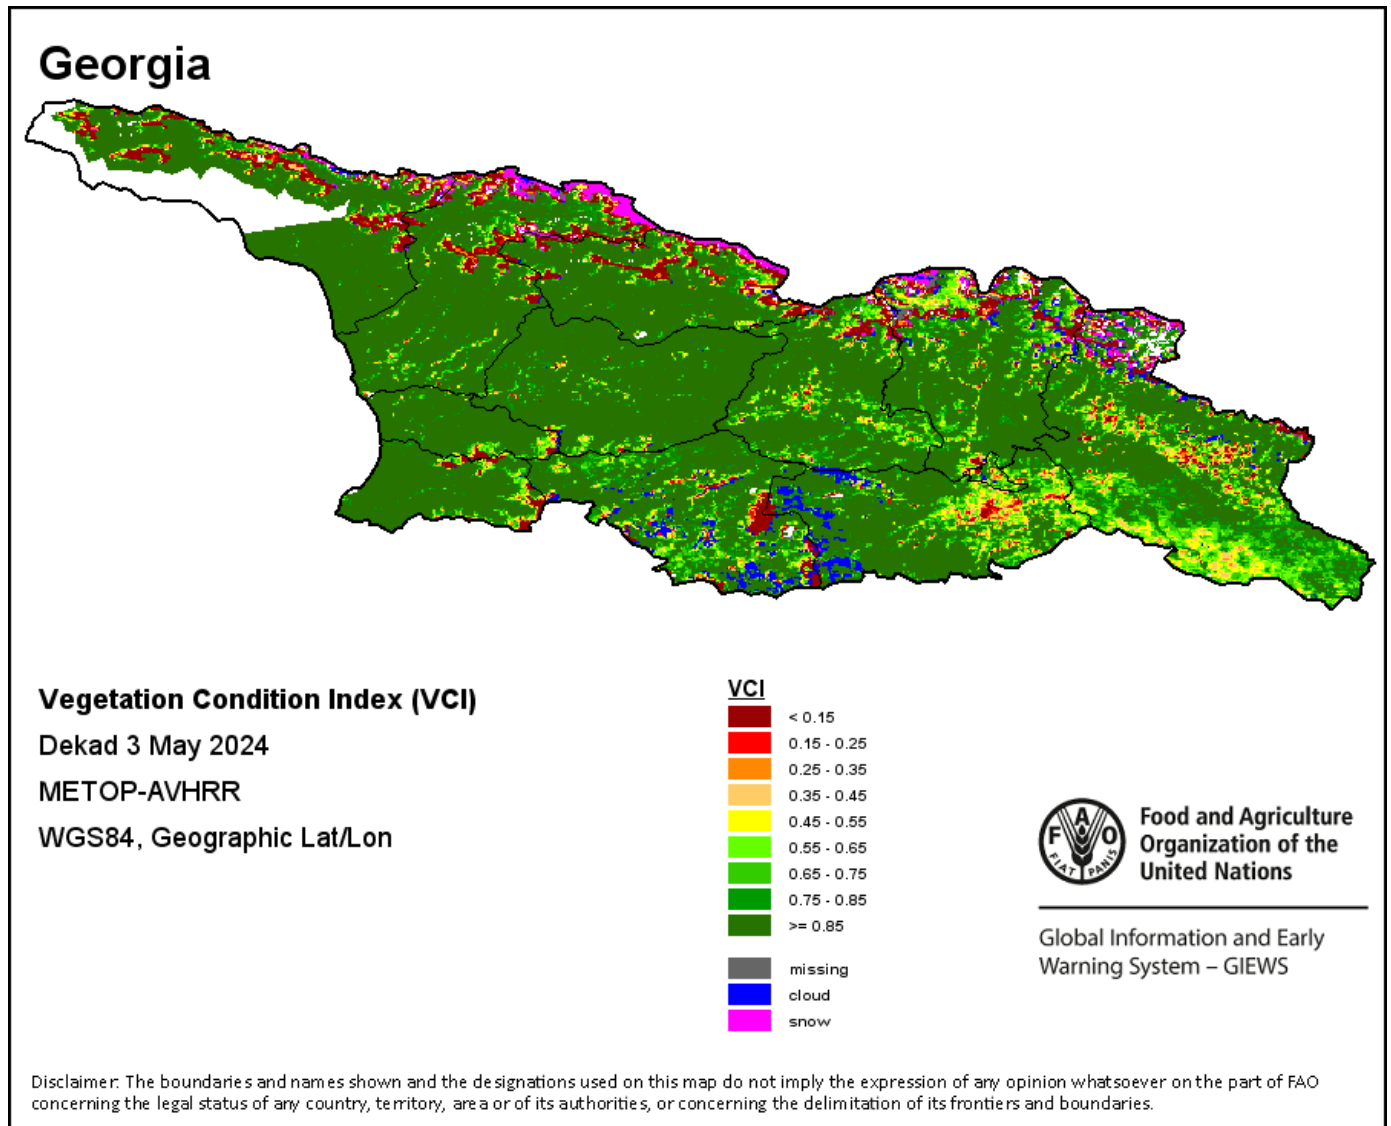 Georgia
Vegetation Condition Index (VCI)
Dekad 3 May 2024
METOP-AVHRR
WGS84, Geographic Lat/Lon
VCI
< 0.15
0.15 - 0.25
0.25 - 0.35
0.35 - 0.45
0.45 - 0.55
0.55 - 0.65
0.65 - 0.75
0.75 - 0.85
>= 0.85
missing
cloud
snow
F A O
FIAT PANIS
Food and Agriculture
Organization of the
United Nations
Global Information and Early
Warning System – GIEWS
Disclaimer: The boundaries and names shown and the designations used on this map do not imply the expression of any opinion whatsoever on the part of FAO
concerning the legal status of any country, territory, area or of its authorities, or concerning the delimitation of its frontiers and boundaries.